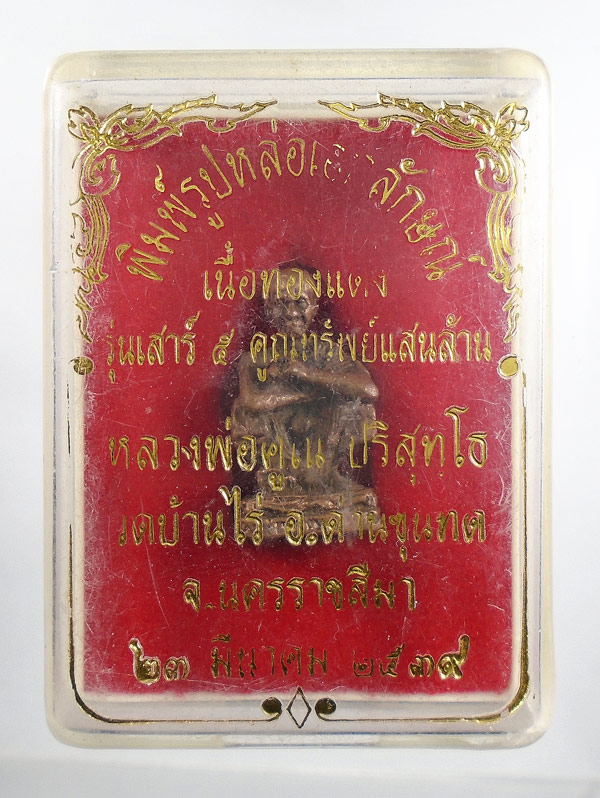 พิมพ์รูปหล่อ ลักษณ์
เนื้อทองแดง
รุ่นเสาร์ ๕ คูณทรัพย์แสนล้าน
หลวงพ่อคูณ ปริสุทฺโธ
วัดบ้านไร่ อ.ด่านขุนทด
จ.นครราชสีมา
๒๓ มีนาคม ๒๕๓๙